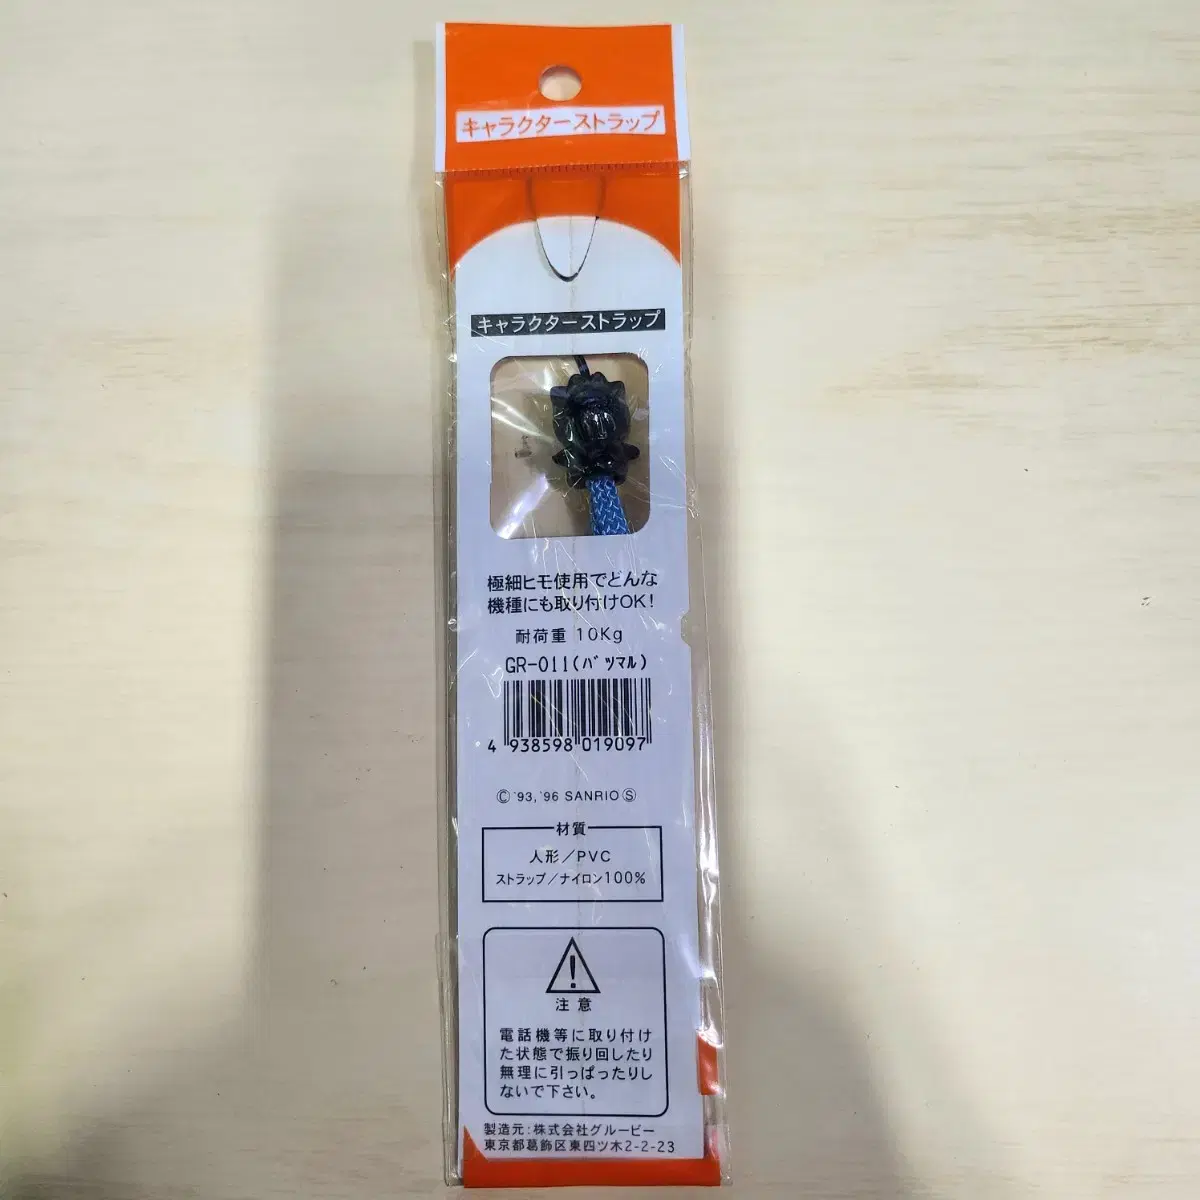 キャラクターストラップ
キャラクターストラップ
極細ヒモ使用でどんな
機種にも取り付けOK!
耐荷重 10Kg
GR-011(ﾊﾞﾂﾏﾙ)
4 938598 019097
Ⓒ '93, '96 SANRIO Ⓢ
材質
人形/PVC
ストラップ/ナイロン100%
注意
電話機等に取り付け
た状態で振り回したり
無理に引っぱったりし
ないで下さい。
製造元:株式会社グルービー
東京都葛飾区東四ツ木2-2-23